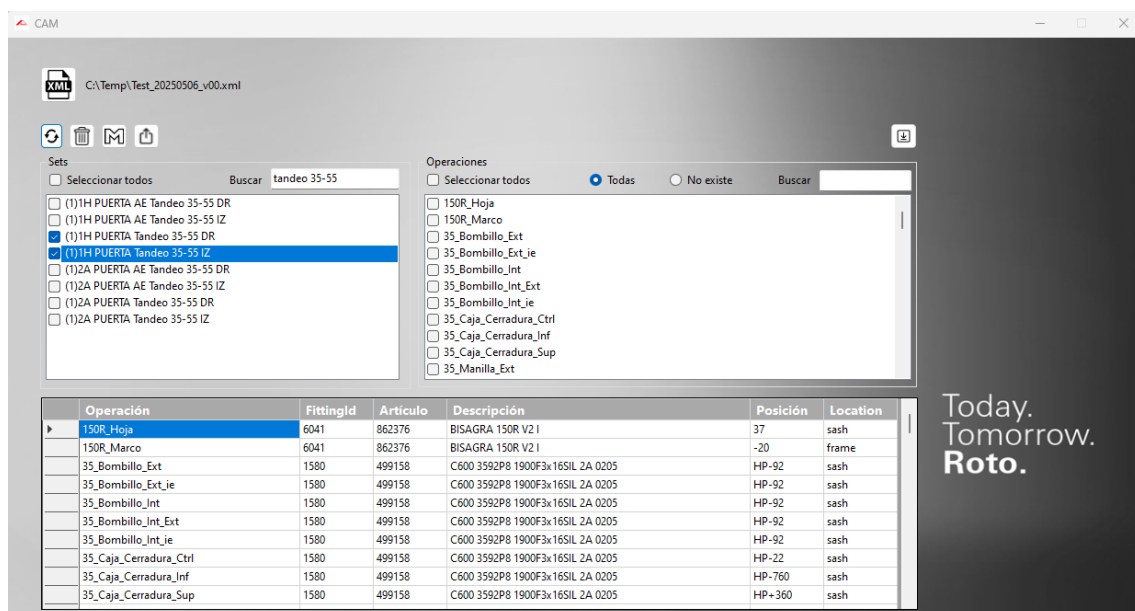 CAM
XML C:\Temp\Test_20250506_v00.xml
Sets
Seleccionar todos Buscar tandeo 35-55
(1)1H PUERTA AE Tandeo 35-55 DR
(1)1H PUERTA AE Tandeo 35-55 IZ
(1)1H PUERTA Tandeo 35-55 DR
(1)1H PUERTA Tandeo 35-55 IZ
(1)2A PUERTA AE Tandeo 35-55 DR
(1)2A PUERTA AE Tandeo 35-55 IZ
(1)2A PUERTA Tandeo 35-55 DR
(1)2A PUERTA Tandeo 35-55 IZ
Operaciones
Seleccionar todos Todas No existe Buscar
150R_Hoja
150R_Marco
35_Bombillo_Ext
35_Bombillo_Ext_ie
35_Bombillo_Int
35_Bombillo_Int_Ext
35_Bombillo_Int_ie
35_Caja_Cerradura_Ctrl
35_Caja_Cerradura_Inf
35_Caja_Cerradura_Sup
35_Manilla_Ext
Operación FittingId Artículo Descripción Posición Location
150R_Hoja 6041 862376 BISAGRA 150R V2 I 37 sash
150R_Marco 6041 862376 BISAGRA 150R V2 I -20 frame
35_Bombillo_Ext 1580 499158 C600 3592P8 1900F3x16SIL 2A 0205 HP-92 sash
35_Bombillo_Ext_ie 1580 499158 C600 3592P8 1900F3x16SIL 2A 0205 HP-92 sash
35_Bombillo_Int 1580 499158 C600 3592P8 1900F3x16SIL 2A 0205 HP-92 sash
35_Bombillo_Int_Ext 1580 499158 C600 3592P8 1900F3x16SIL 2A 0205 HP-92 sash
35_Bombillo_Int_ie 1580 499158 C600 3592P8 1900F3x16SIL 2A 0205 HP-92 sash
35_Caja_Cerradura_Ctrl 1580 499158 C600 3592P8 1900F3x16SIL 2A 0205 HP-22 sash
35_Caja_Cerradura_Inf 1580 499158 C600 3592P8 1900F3x16SIL 2A 0205 HP-760 sash
35_Caja_Cerradura_Sup 1580 499158 C600 3592P8 1900F3x16SIL 2A 0205 HP+360 sash
Today.
Tomorrow.
Roto.